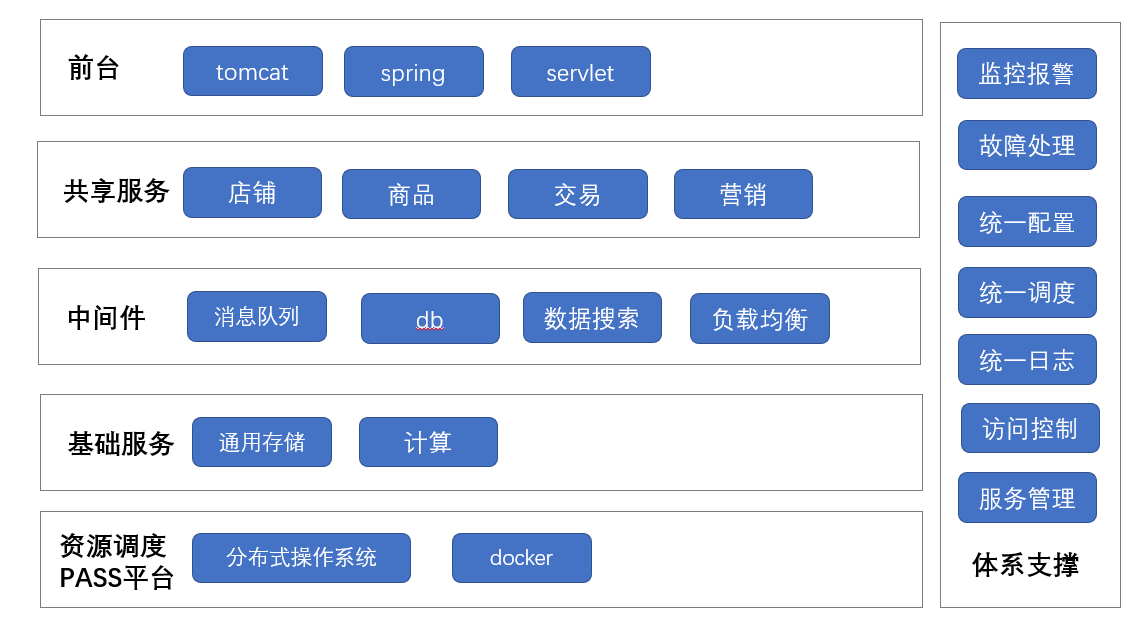 前台
tomcat
spring
servlet
共享服务
店铺
商品
交易
营销
中间件
消息队列
db
数据搜索
负载均衡
基础服务
通用存储
计算
资源调度
PASS平台
分布式操作系统
docker
监控报警
故障处理
统一配置
统一调度
统一日志
访问控制
服务管理
体系支撑